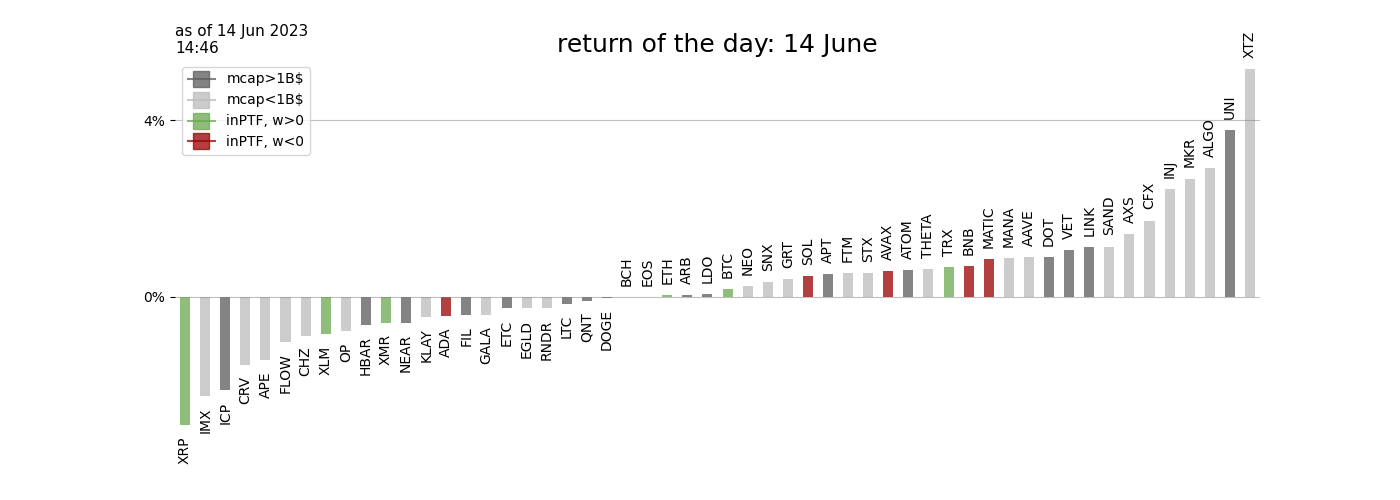 as of 14 Jun 2023
14:46
return of the day: 14 June
mcap>1B$
mcap<1B$
inPTF, w>0
inPTF, w<0
4%
0%
XRP
IMX
ICP
CRV
APE
FLOW
CHZ
XLM
OP
HBAR
XMR
NEAR
KLAY
ADA
FIL
GALA
ETC
EGLD
RNDR
LTC
QNT
DOGE
BCH
EOS
ETH
ARB
LDO
BTC
NEO
SNX
GRT
SOL
APT
FTM
STX
AVAX
ATOM
THETA
TRX
BNB
MATIC
MANA
AAVE
DOT
VET
LINK
SAND
AXS
CFX
INJ
MKR
ALGO
UNI
XTZ